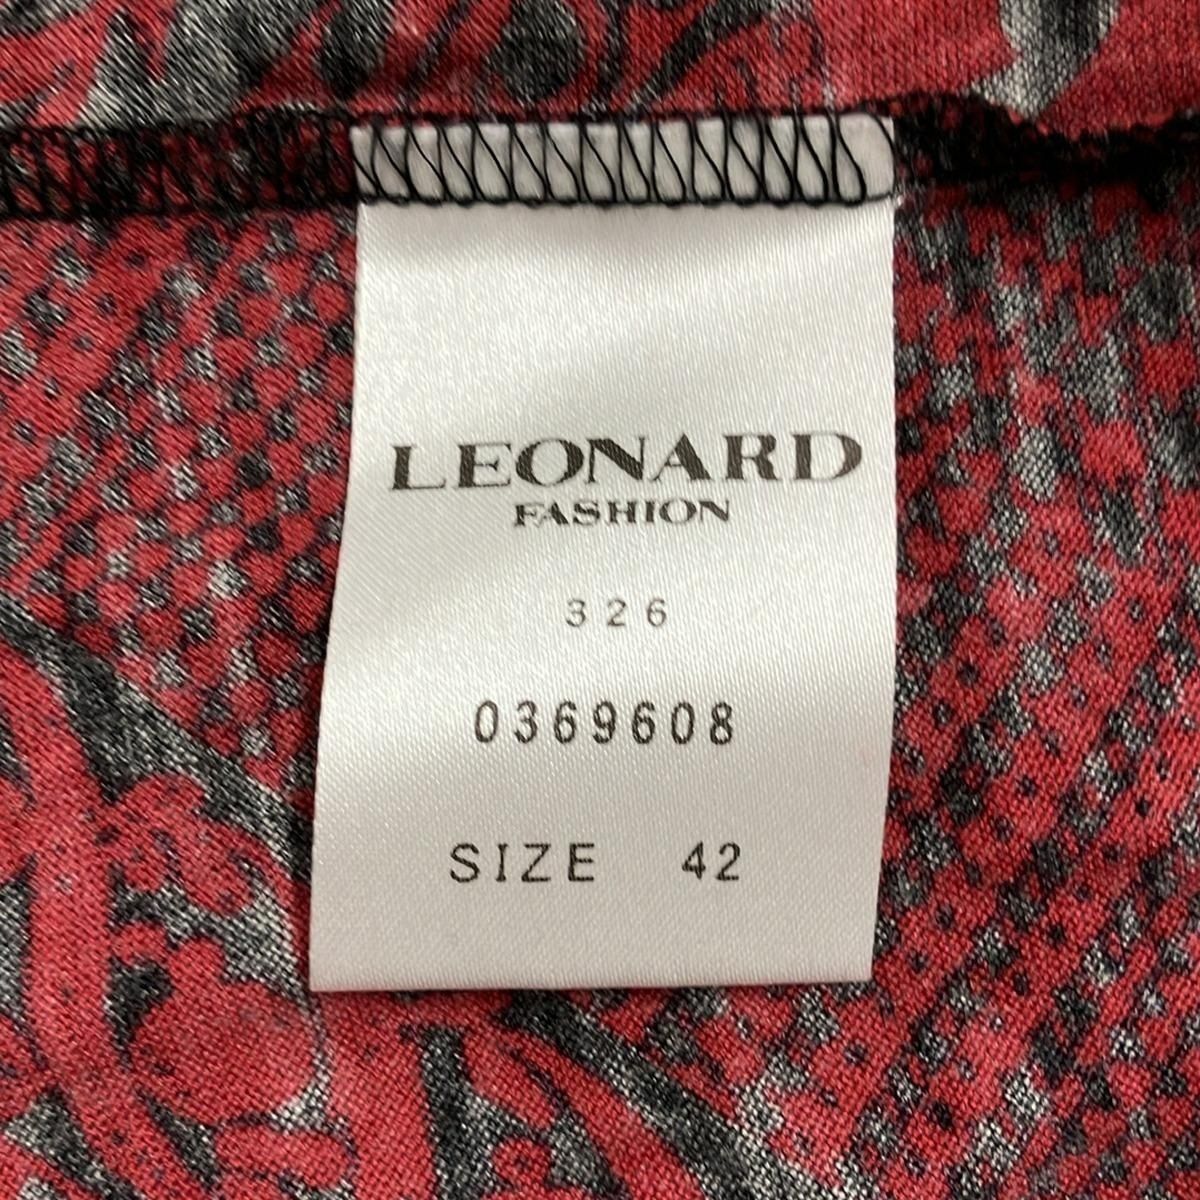 LEONARD
FASHION
326
0369608
SIZE 42